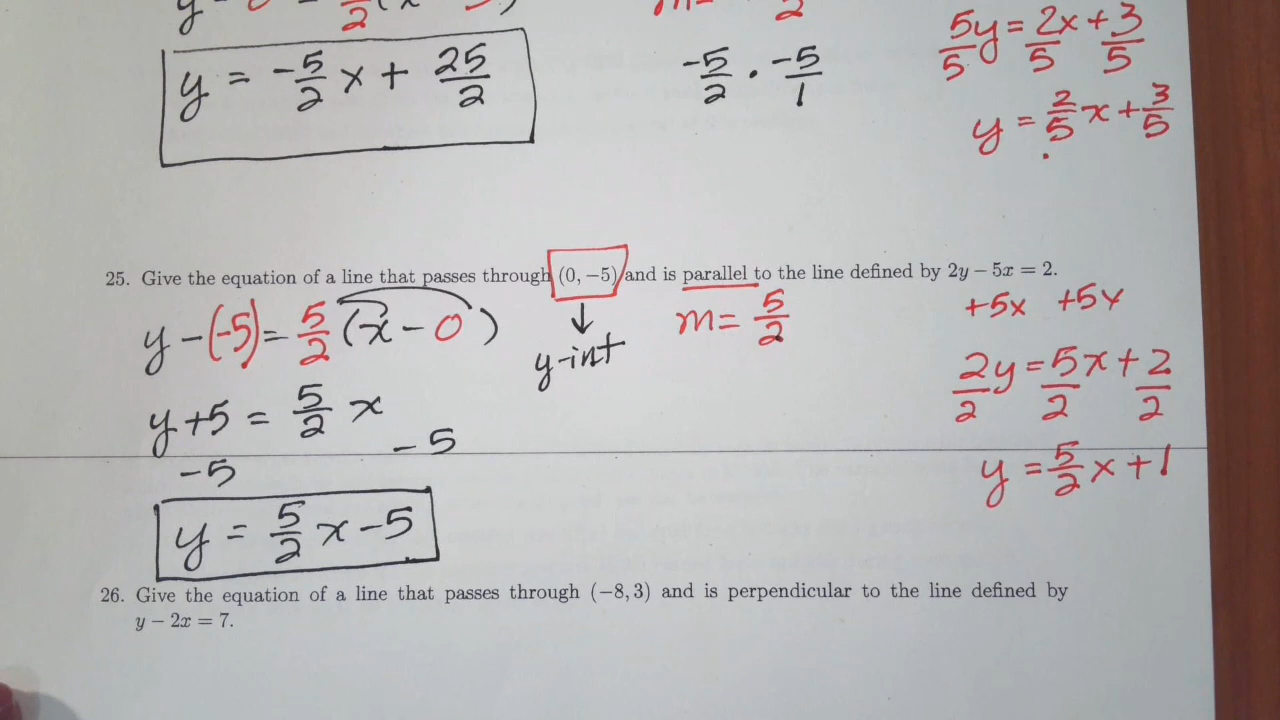 y = -5/2 x + 25/2
-5/2 · -5/1
5y/5 = 2x/5 + 3/5
y = 2/5 x + 3/5
25. Give the equation of a line that passes through (0, −5) and is parallel to the line defined by 2y − 5x = 2.
y - (-5) = 5/2 (x - 0)
y-int
m = 5/2
+5x +5x
y + 5 = 5/2 x
2y/2 = 5x/2 + 2/2
-5 -5
y = 5/2 x + 1
y = 5/2 x - 5
26. Give the equation of a line that passes through (−8, 3) and is perpendicular to the line defined by
y − 2x = 7.